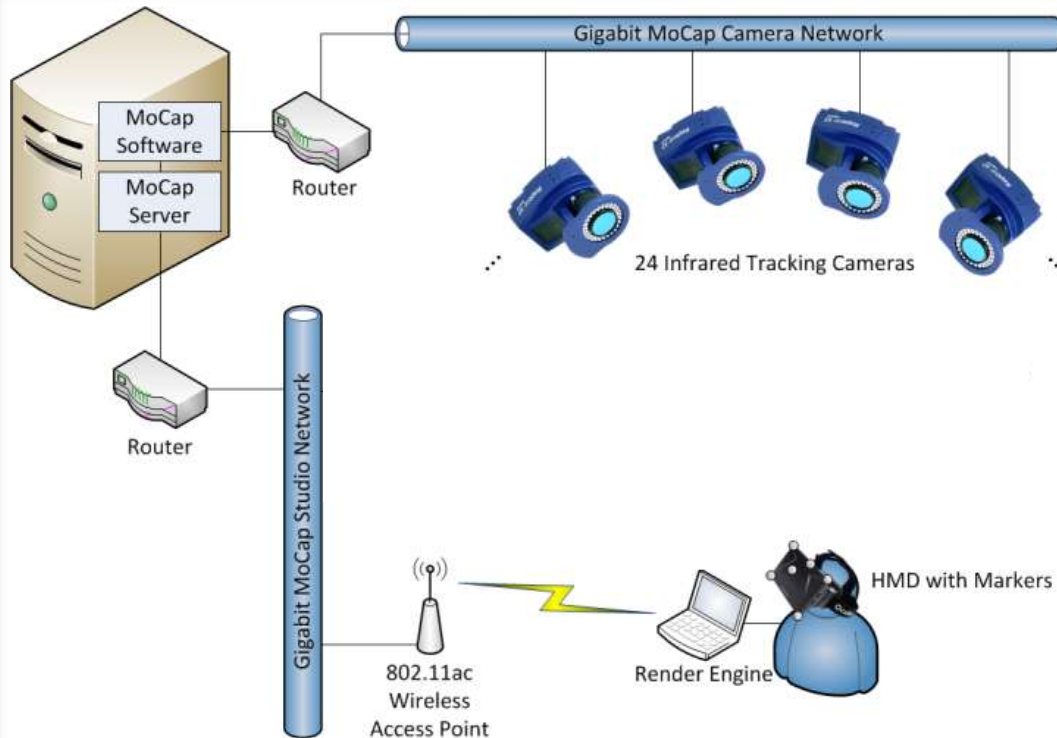 Gigabit MoCap Camera Network
MoCap
Software
Router
MoCap
Server
24 Infrared Tracking Cameras
Router
Gigabit MoCap Studio Network
HMD with Markers
Render Engine
802.11ac
Wireless
Access Point